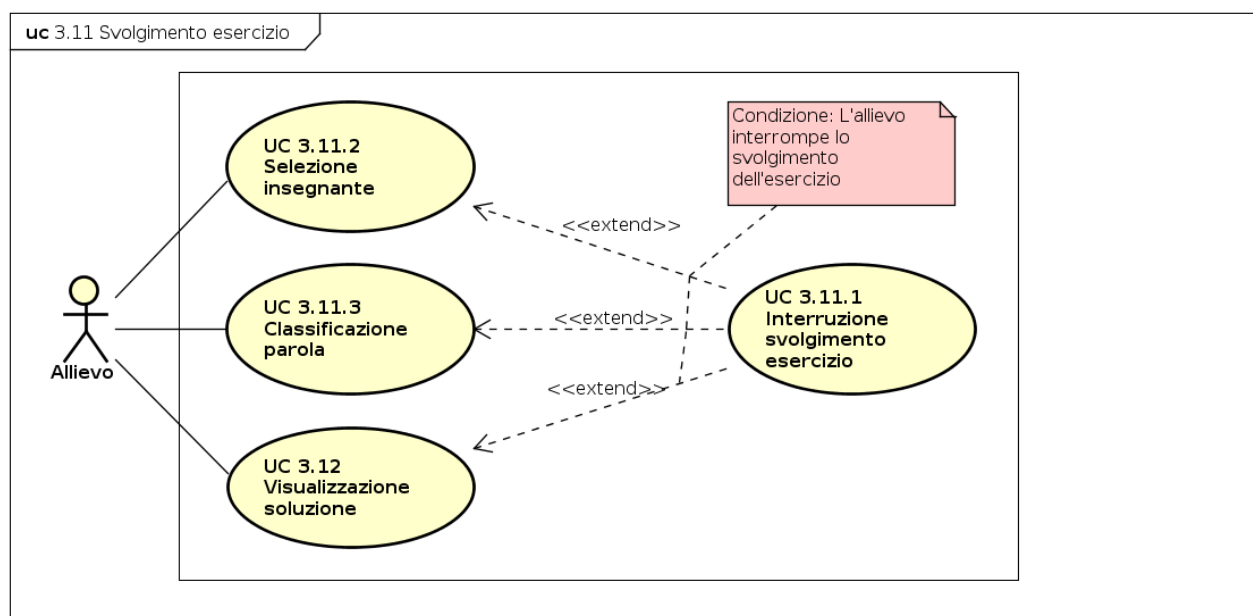 uc 3.11 Svolgimento esercizio
UC 3.11.2
Selezione
insegnante
Condizione: L'allievo
interrompe lo
svolgimento
dell'esercizio
<<extend>>
UC 3.11.3
Classificazione
parola
<<extend>>
UC 3.11.1
Interruzione
svolgimento
esercizio
Allievo
<<extend>>
UC 3.12
Visualizzazione
soluzione